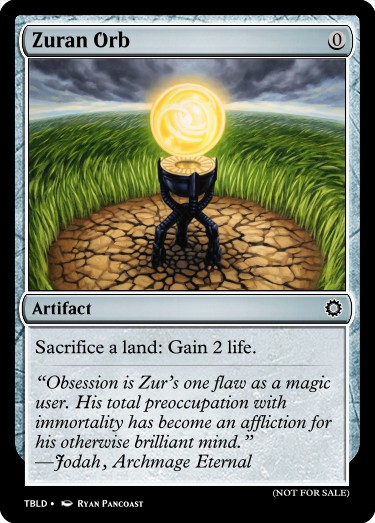 Zuran Orb 0
Artifact
Sacrifice a land: Gain 2 life.
“Obsession is Zur’s one flaw as a magic
user. His total preoccupation with
immortality has become an affliction for
his otherwise brilliant mind.”
—Jodah, Archmage Eternal
(NOT FOR SALE)
TBLD • Ryan Pancoast